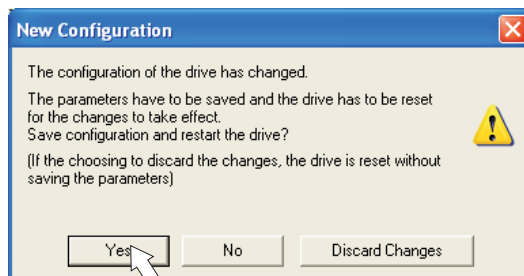 New Configuration
The configuration of the drive has changed.
The parameters have to be saved and the drive has to be reset
for the changes to take effect.
Save configuration and restart the drive?
(If the choosing to discard the changes, the drive is reset without
saving the parameters)
Yes No Discard Changes